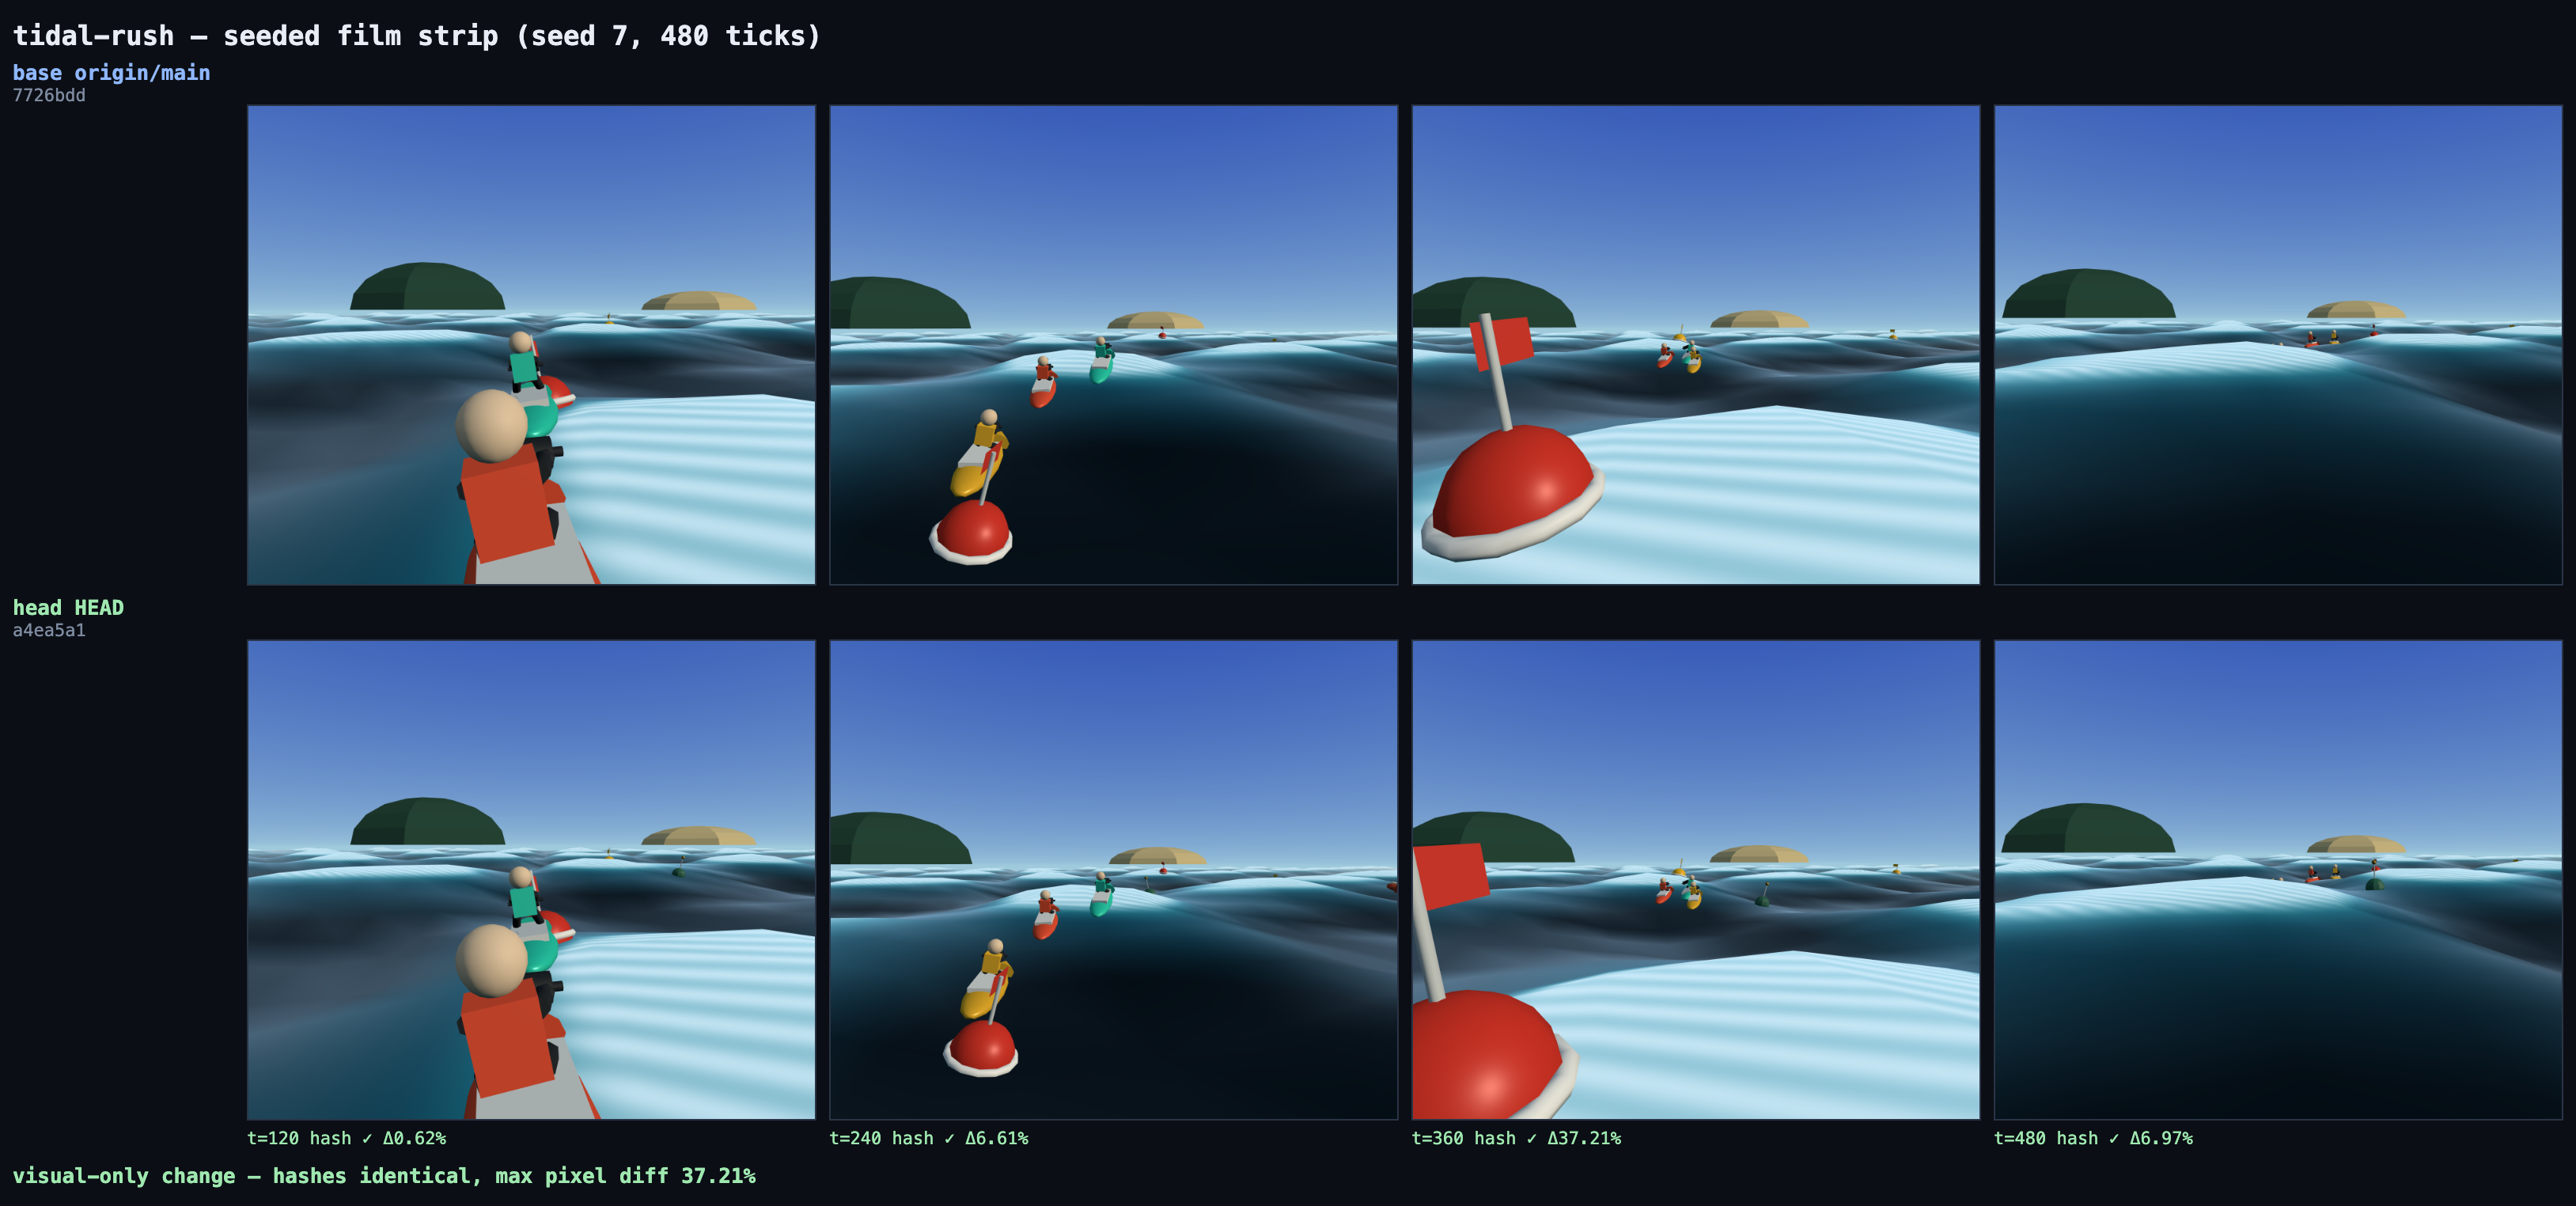 tidal-rush — seeded film strip (seed 7, 480 ticks)
base origin/main
7726bdd
head HEAD
a4ea5a1
t=120 hash ✓ Δ0.62%
t=240 hash ✓ Δ6.61%
t=360 hash ✓ Δ37.21%
t=480 hash ✓ Δ6.97%
visual-only change — hashes identical, max pixel diff 37.21%